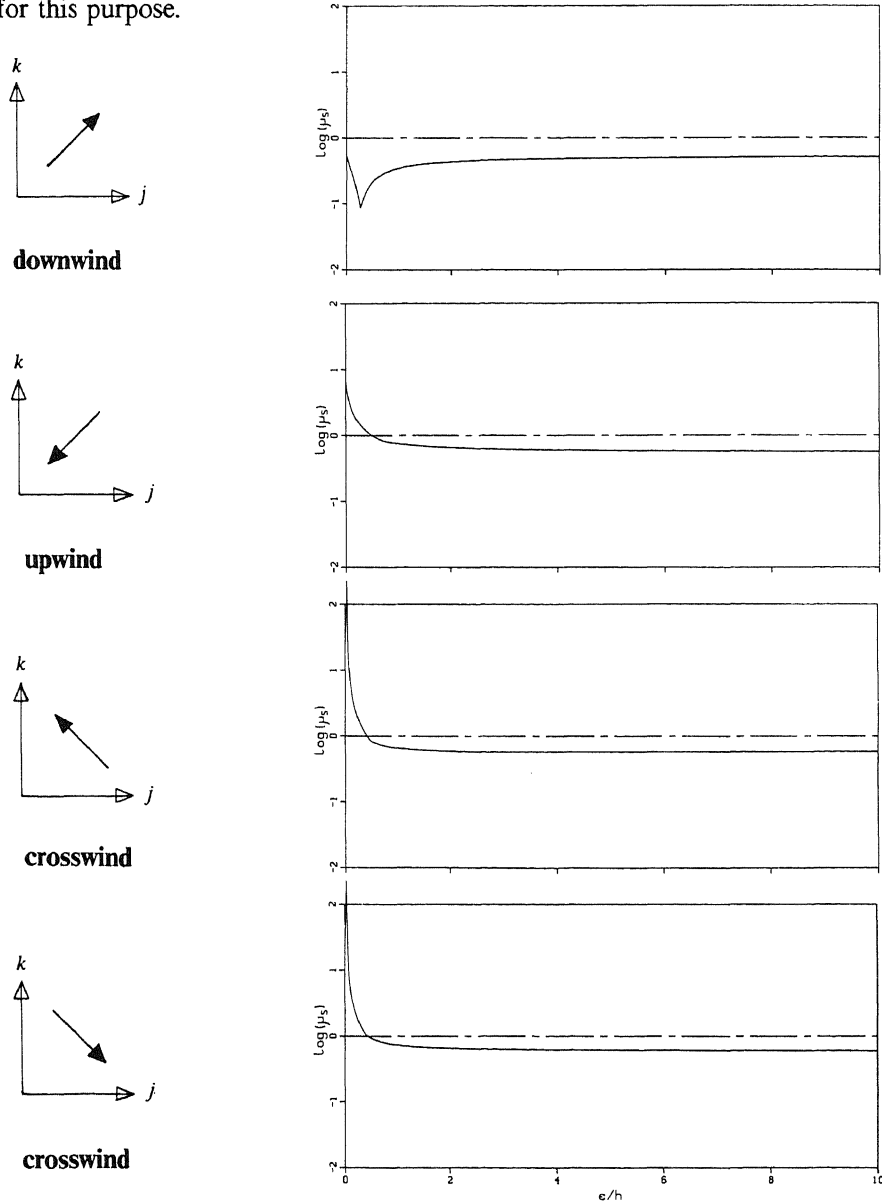 for this purpose.
k
j
downwind
2
1
0
-1
-2
Log(μs)
k
j
upwind
2
1
0
-1
-2
Log(μs)
k
j
crosswind
2
1
0
-1
-2
Log(μs)
k
j
crosswind
2
1
0
-1
-2
Log(μs)
0 2 4 6 8 10
ε/h